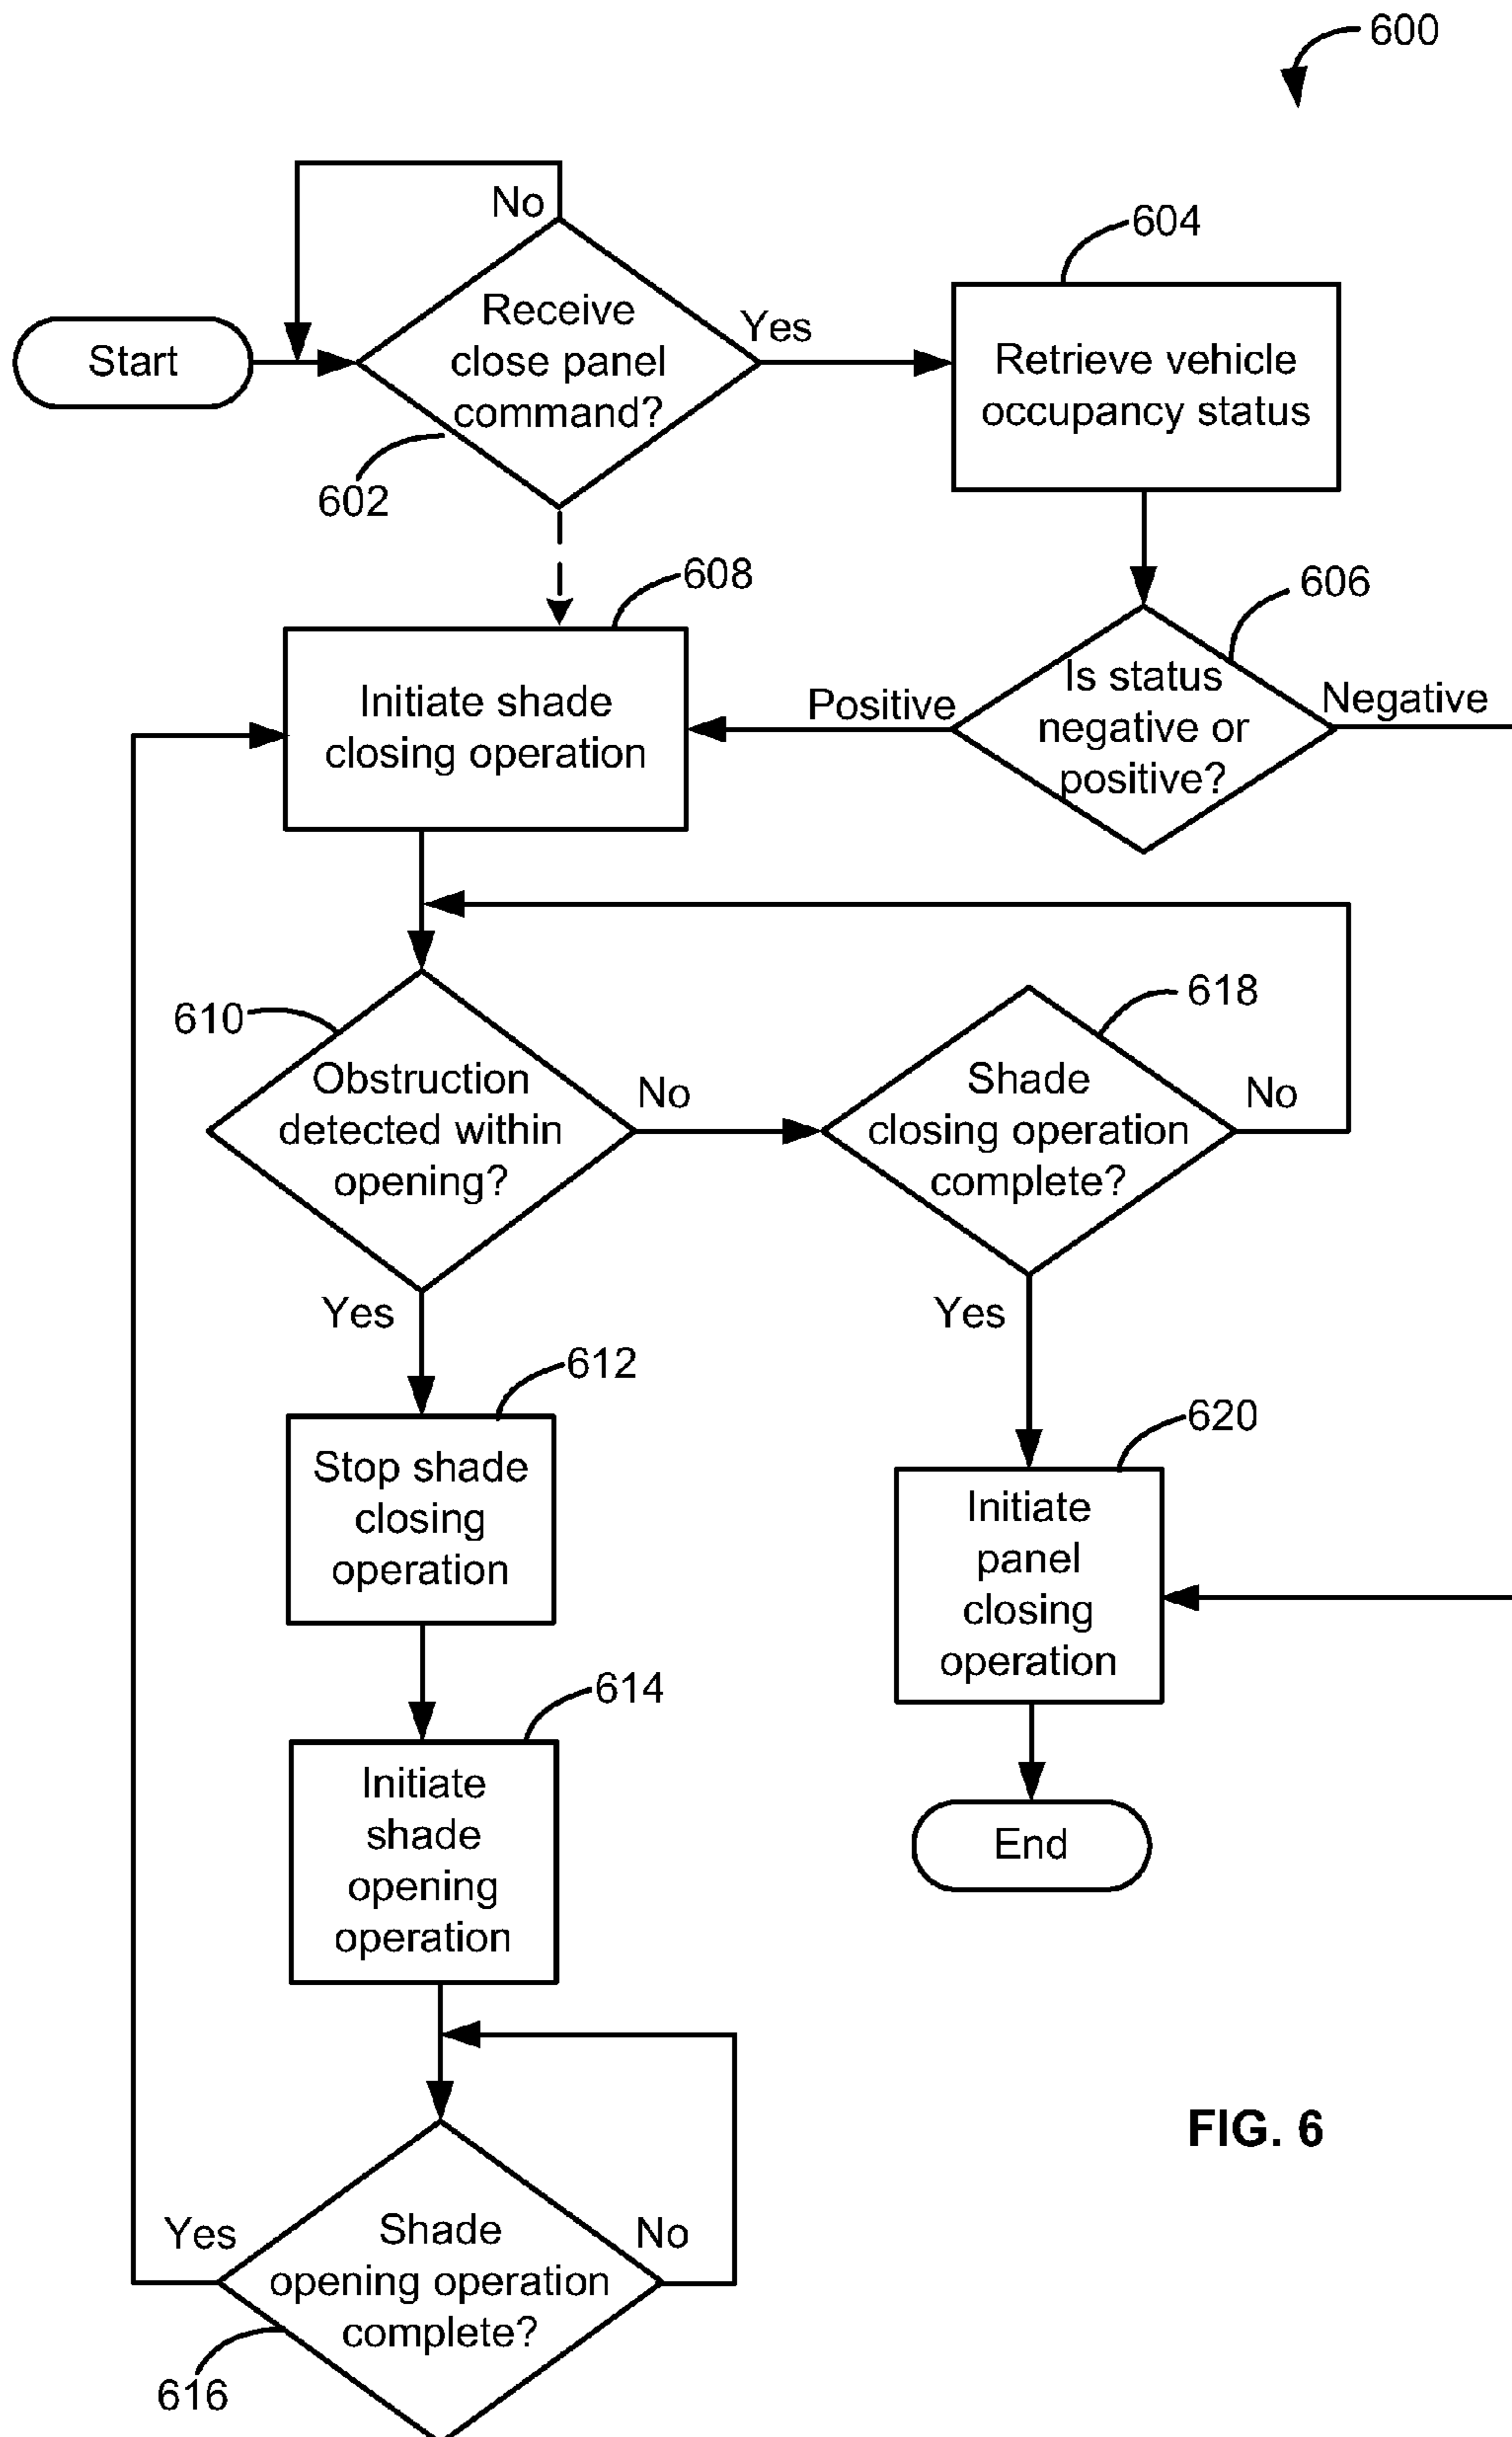 600
No
604
Start
Receive
close panel
command?
Yes
Retrieve vehicle
occupancy status
602
608
606
Initiate shade
closing operation
Positive
Is status
negative or
positive?
Negative
610
618
Obstruction
detected within
opening?
No
Shade
closing operation
complete?
No
Yes
Yes
612
620
Stop shade
closing
operation
Initiate
panel
closing
operation
614
Initiate
shade
opening
operation
End
FIG. 6
Yes
Shade
opening operation
complete?
No
616